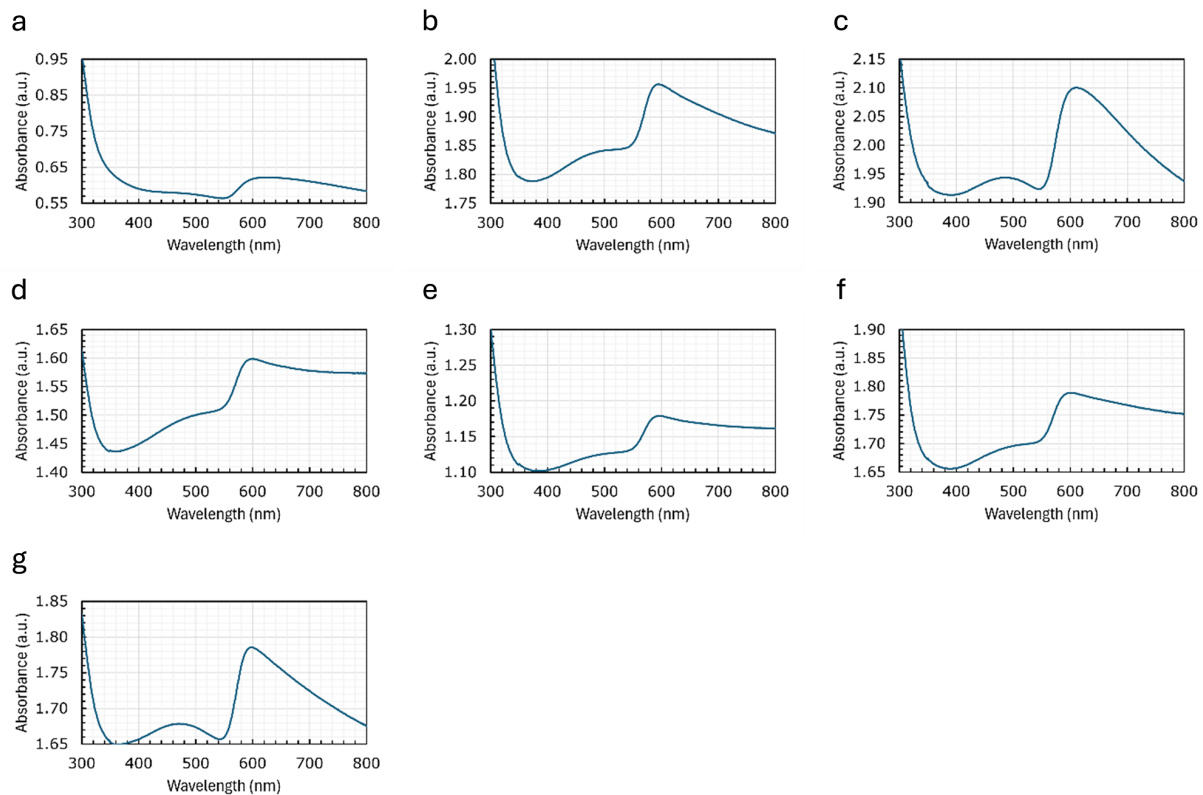 a
b
c
0.95
0.85
0.75
0.65
0.55
Absorbance (a.u.)
300 400 500 600 700 800
Wavelength (nm)
2.00
1.95
1.90
1.85
1.80
1.75
Absorbance (a.u.)
300 400 500 600 700 800
Wavelength (nm)
2.15
2.10
2.05
2.00
1.95
1.90
Absorbance (a.u.)
300 400 500 600 700 800
Wavelength (nm)
d
e
f
1.65
1.60
1.55
1.50
1.45
1.40
Absorbance (a.u.)
300 400 500 600 700 800
Wavelength (nm)
1.30
1.25
1.20
1.15
1.10
Absorbance (a.u.)
300 400 500 600 700 800
Wavelength (nm)
1.90
1.85
1.80
1.75
1.70
1.65
Absorbance (a.u.)
300 400 500 600 700 800
Wavelength (nm)
g
1.85
1.80
1.75
1.70
1.65
Absorbance (a.u.)
300 400 500 600 700 800
Wavelength (nm)